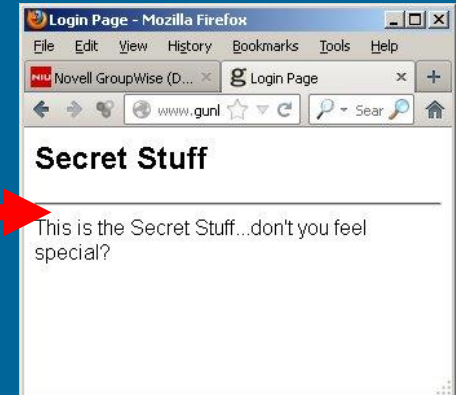 Login Page - Mozilla Firefox
File Edit View History Bookmarks Tools Help
NIU Novell GroupWise (D... × g Login Page × +
www.gunl Sear
Secret Stuff
This is the Secret Stuff...don't you feel
special?